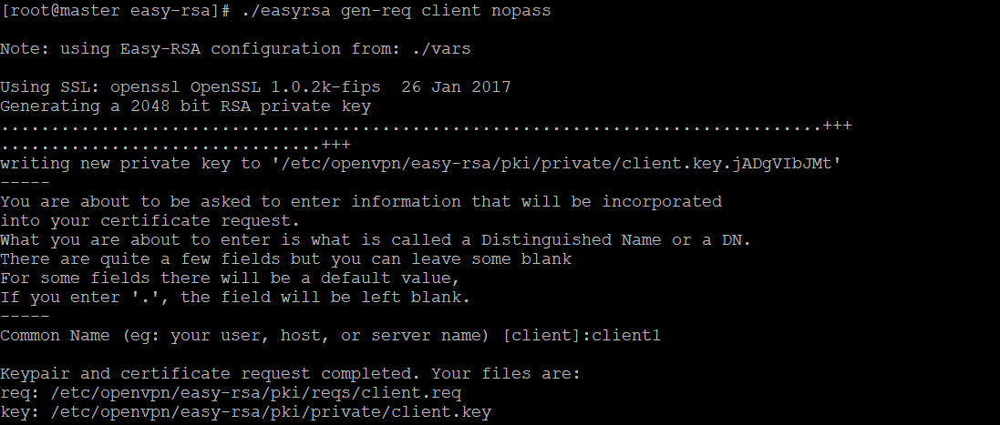 [root@master easy-rsa]# ./easyrsa gen-req client nopass
Note: using Easy-RSA configuration from: ./vars
Using SSL: openssl OpenSSL 1.0.2k-fips  26 Jan 2017
Generating a 2048 bit RSA private key
..................................................................................+++
................................+++
writing new private key to '/etc/openvpn/easy-rsa/pki/private/client.key.jADgVIbJMt'
-----
You are about to be asked to enter information that will be incorporated
into your certificate request.
What you are about to enter is what is called a Distinguished Name or a DN.
There are quite a few fields but you can leave some blank
For some fields there will be a default value,
If you enter '.', the field will be left blank.
-----
Common Name (eg: your user, host, or server name) [client]:client1
Keypair and certificate request completed. Your files are:
req: /etc/openvpn/easy-rsa/pki/reqs/client.req
key: /etc/openvpn/easy-rsa/pki/private/client.key